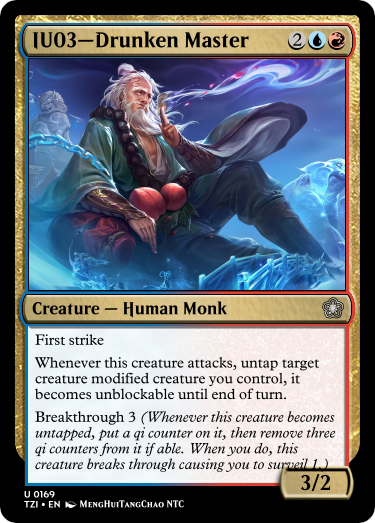 IU03—Drunken Master 2
Creature — Human Monk
First strike
Whenever this creature attacks, untap target
creature modified creature you control, it
becomes unblockable until end of turn.
Breakthrough 3 (Whenever this creature becomes
untapped, put a qi counter on it, then remove three
qi counters from it if able. When you do, this
creature breaks through causing you to surveil 1.)
3/2
U 0169
TZI • EN MengHuiTangChao NTC